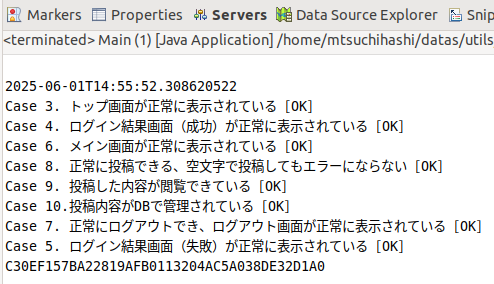 Markers Properties Servers Data Source Explorer Snip
<terminated> Main (1) [Java Application] /home/mtsuchihashi/datas/utils
2025-06-01T14:55:52.308620522
Case 3. トップ画面が正常に表示されている [OK]
Case 4. ログイン結果画面（成功）が正常に表示されている [OK]
Case 6. メイン画面が正常に表示されている [OK]
Case 8. 正常に投稿できる、空文字で投稿してもエラーにならない [OK]
Case 9. 投稿した内容が閲覧できている [OK]
Case 10.投稿内容がDBで管理されている [OK]
Case 7. 正常にログアウトでき、ログアウト画面が正常に表示されている [OK]
Case 5. ログイン結果画面（失敗）が正常に表示されている [OK]
C30EF157BA22819AFB0113204AC5A038DE32D1A0